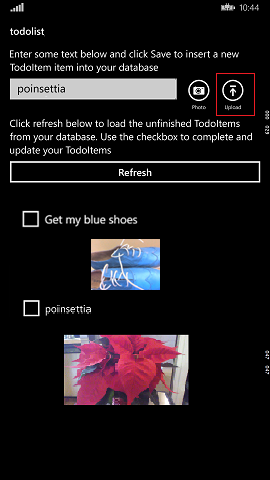 10:44
todolist
Enter some text below and click Save to insert a new
TodoItem item into your database
poinsettia
Photo
Upload
Click refresh below to load the unfinished TodoItems
from your database. Use the checkbox to complete and
update your TodoItems
Refresh
Get my blue shoes
poinsettia